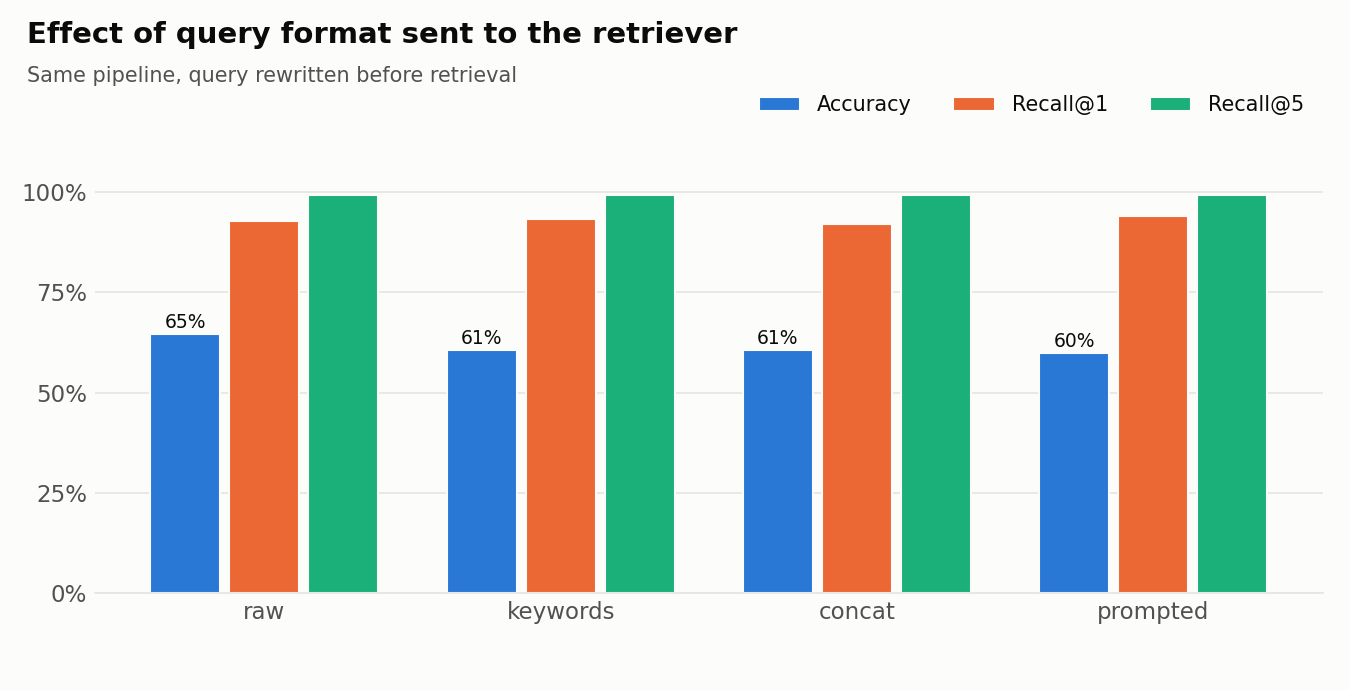 Effect of query format sent to the retriever
Same pipeline, query rewritten before retrieval
Accuracy Recall@1 Recall@5
100%
75%
50%
25%
0%
65%
61%
61%
60%
raw keywords concat prompted